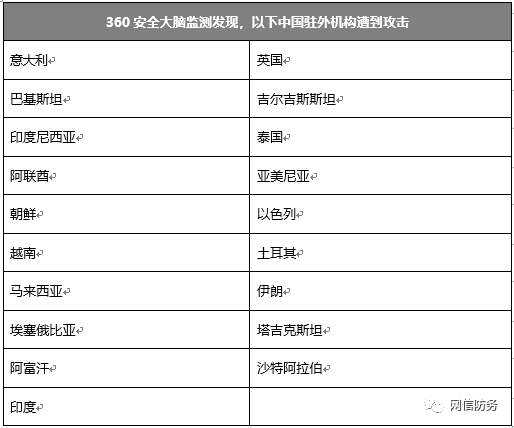 360 安全大脑监测发现，以下中国驻外机构遭到攻击
意大利 英国
巴基斯坦 吉尔吉斯斯坦
印度尼西亚 泰国
阿联酋 亚美尼亚
朝鲜 以色列
越南 土耳其
马来西亚 伊朗
埃塞俄比亚 塔吉克斯坦
阿富汗 沙特阿拉伯
印度
网信防务